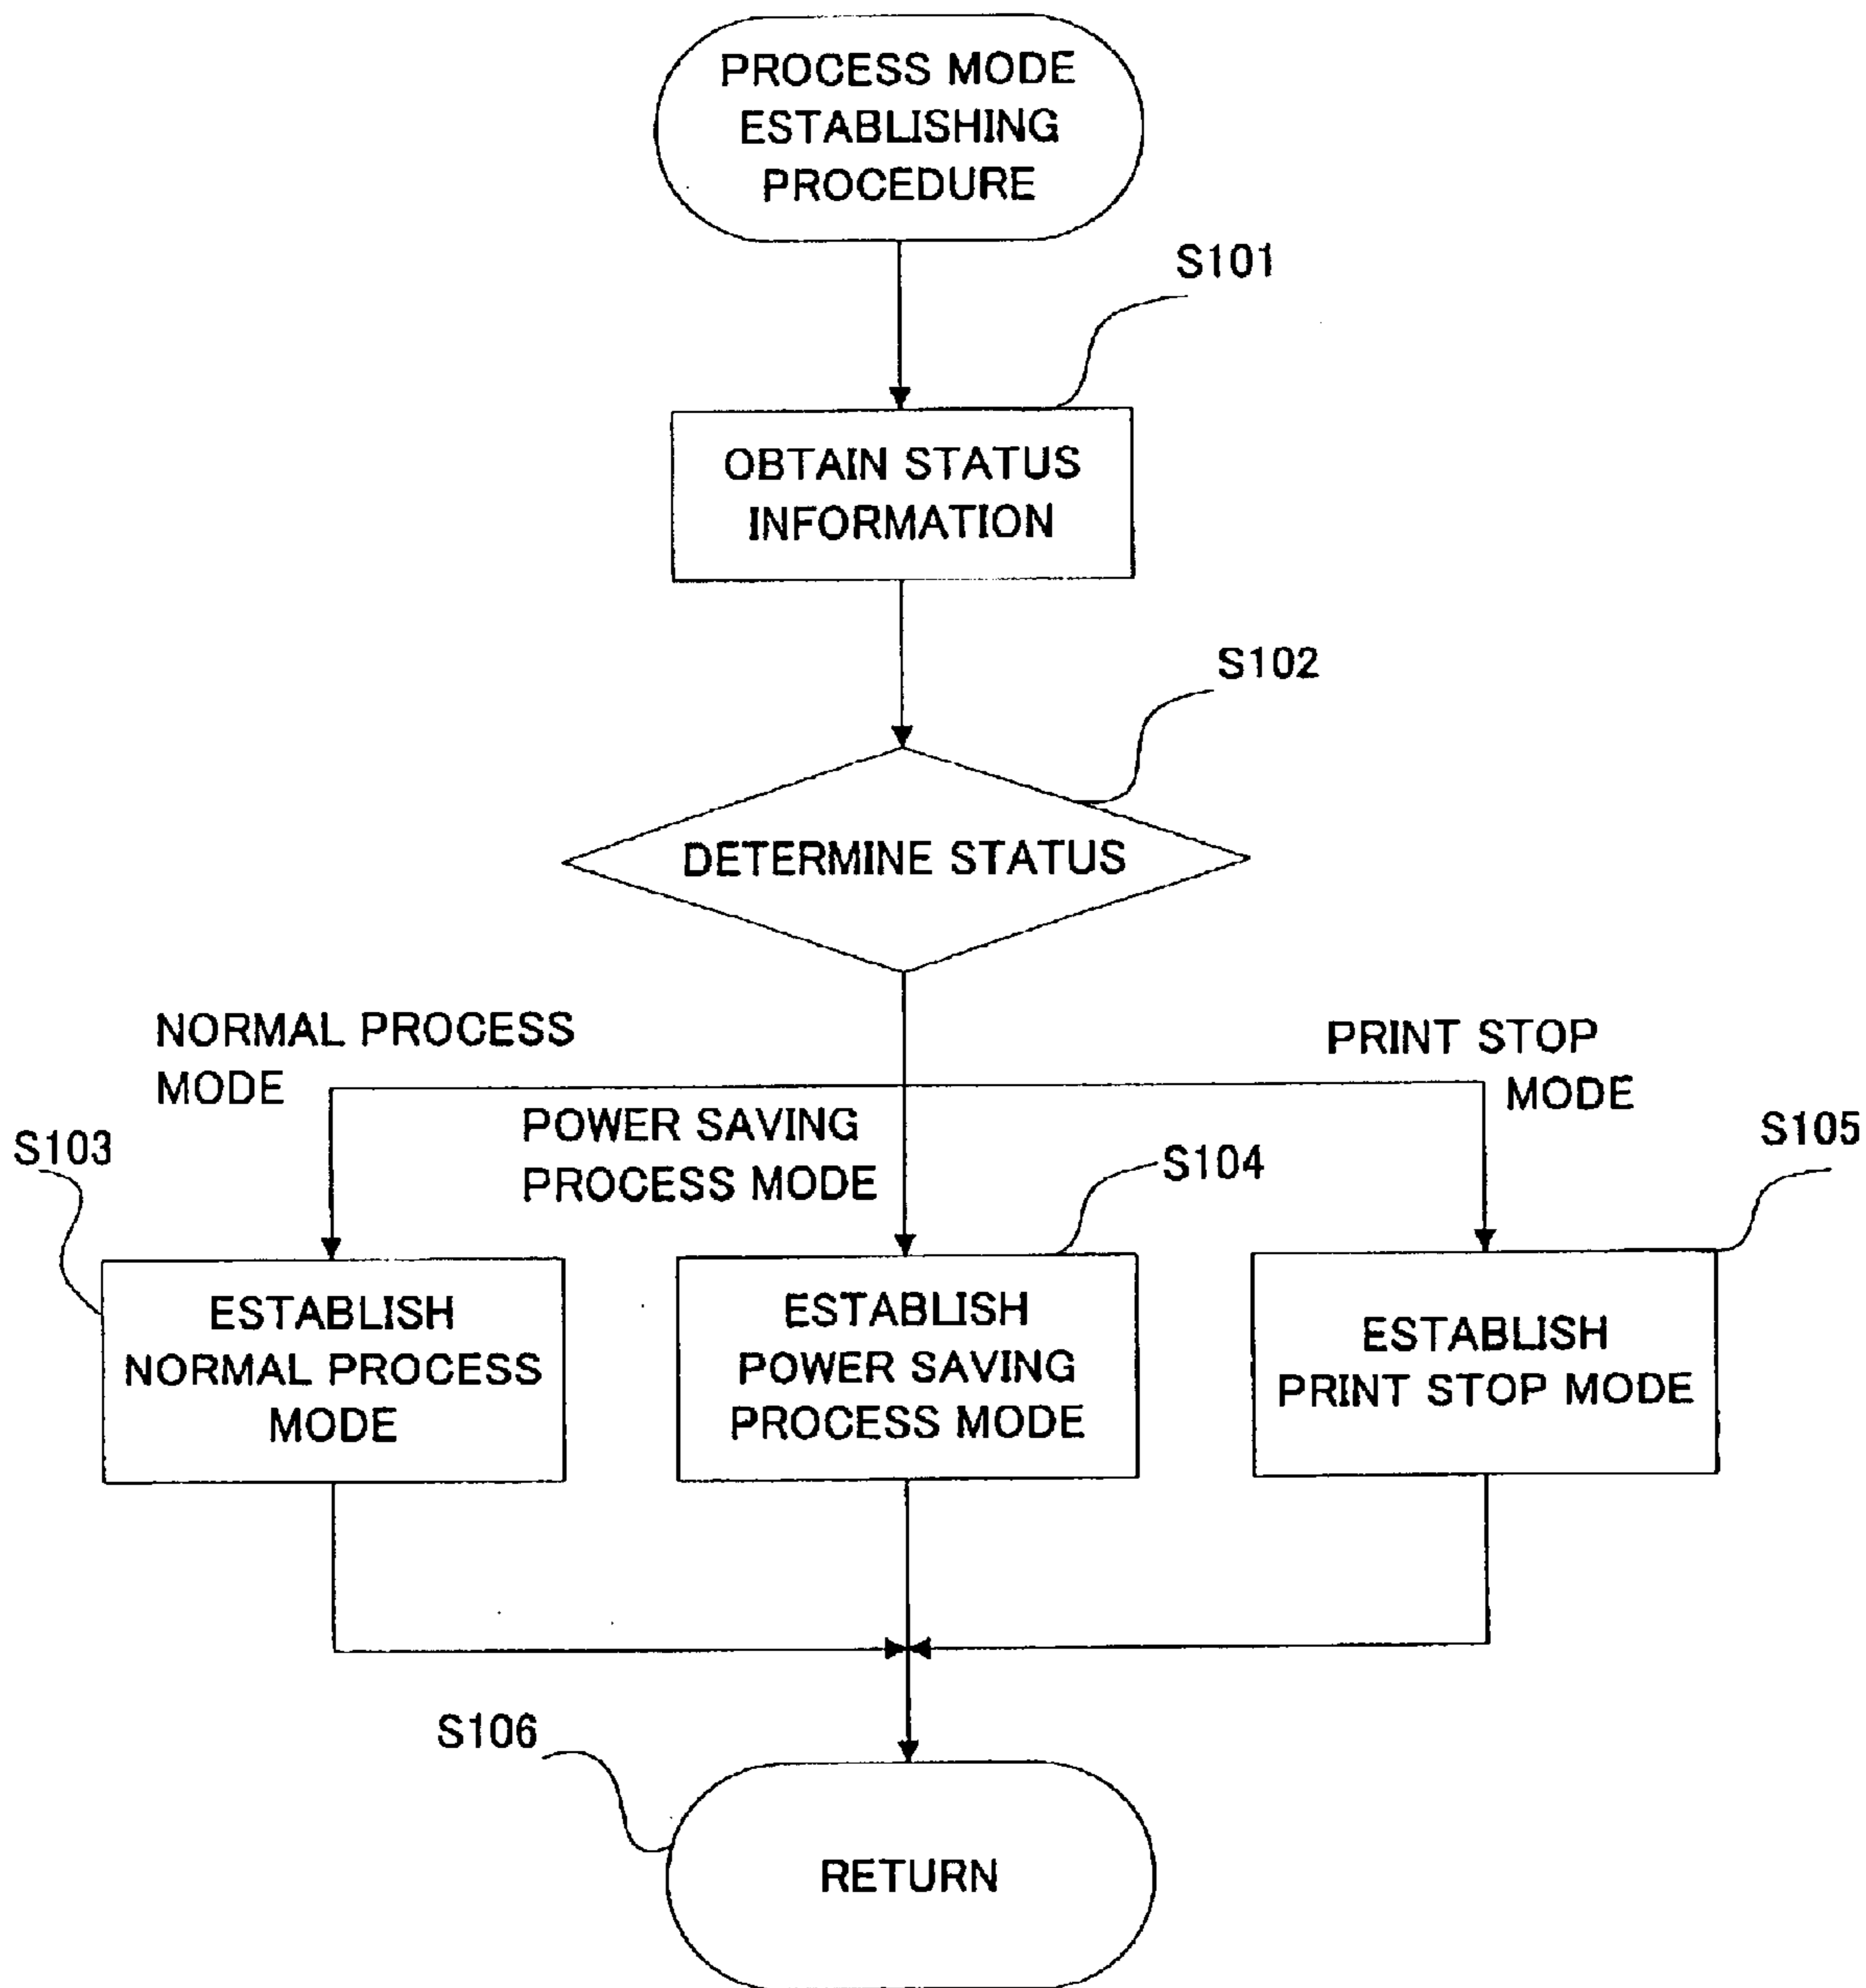 PROCESS MODE
ESTABLISHING
PROCEDURE
S101
OBTAIN STATUS
INFORMATION
S102
DETERMINE STATUS
NORMAL PROCESS
MODE
POWER SAVING
PROCESS MODE
PRINT STOP
MODE
S103
S104
S105
ESTABLISH
NORMAL PROCESS
MODE
ESTABLISH
POWER SAVING
PROCESS MODE
ESTABLISH
PRINT STOP MODE
S106
RETURN